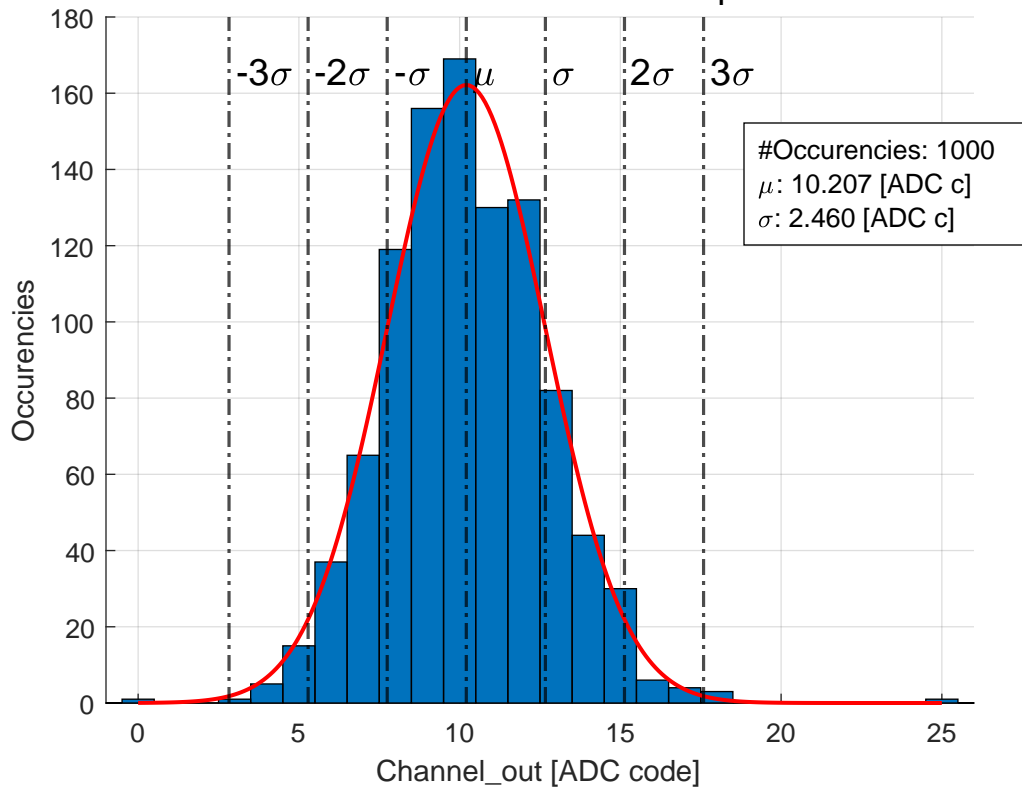 180
160
140
120
100
80
60
40
20
0
Occurencies
-3σ
-2σ
-σ
μ
σ
2σ
3σ
#Occurencies: 1000
μ: 10.207 [ADC c]
σ: 2.460 [ADC c]
0
5
10
15
20
25
Channel_out [ADC code]